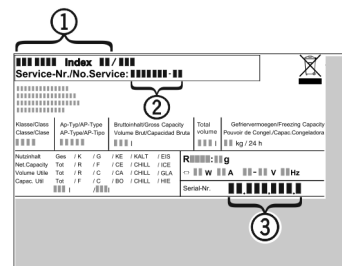 1
Index /
Service-Nr./No.Service: -
2
Klasse/Class Ap-Typ/AP-Type Bruttoinhalt/Gross Capacity Total Gefriervermoegen/Freezing Capacity
Classe/Clase AP-Type/AP-Tipo Volume Brut/Capacidad Bruta volume Pouvoir de Congel./Capac.Congeladora
l l kg / 24 h
Nutzinhalt Ges / K / G / KE / KALT / EIS
Net.Capacity Tot / R / F / CE / CHILL / ICE
Volume Utile Tot / R / C / CA / CHILL / GLA
Capac. Util Tot / F / C / BO / CHILL / HIE
l / l
R : g
W A - V Hz
Serial-Nr. . . .
3